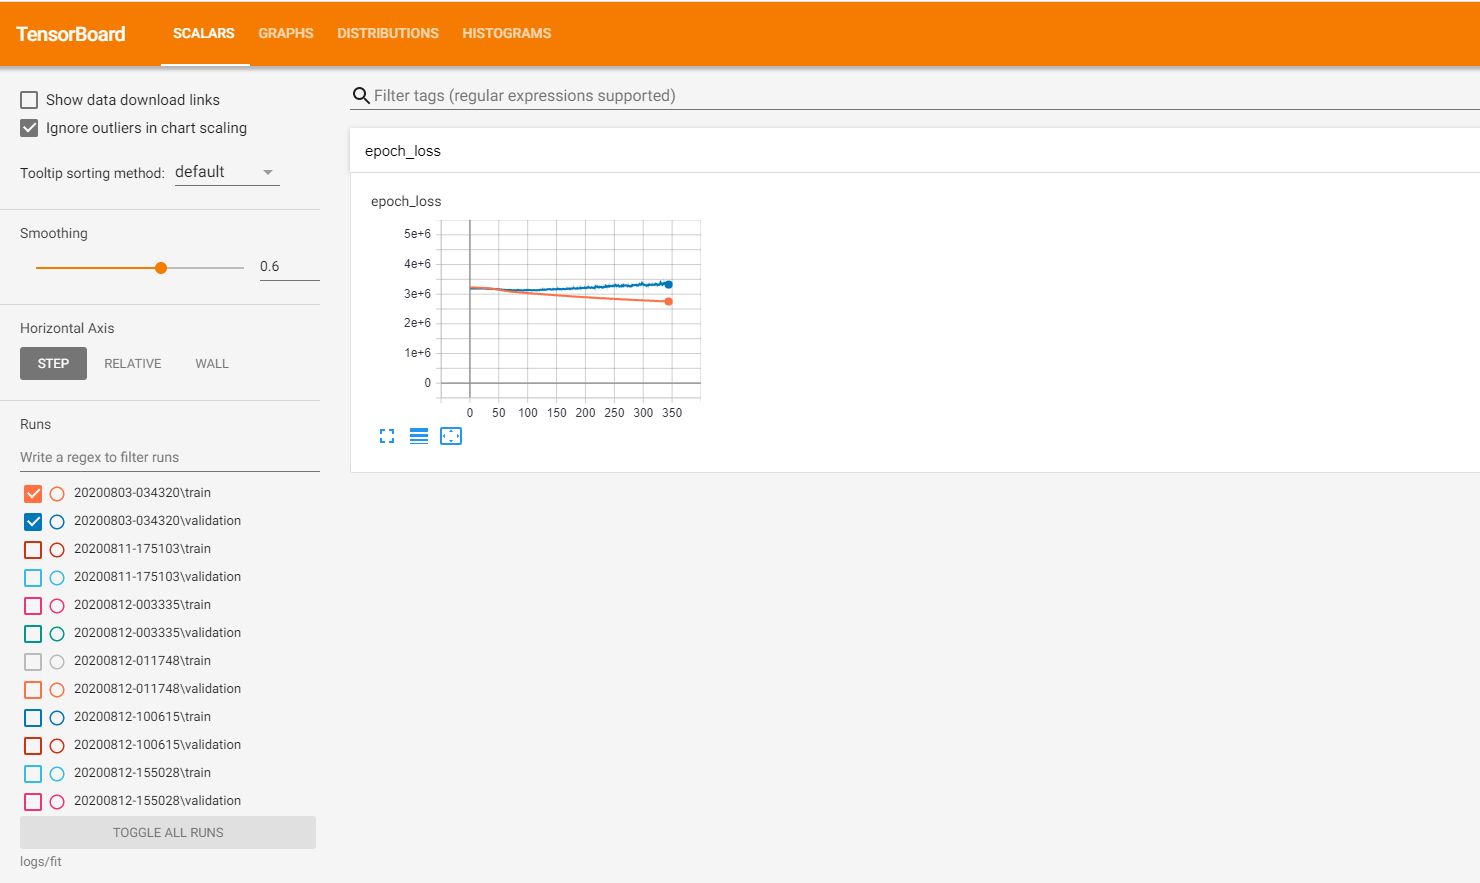 TensorBoard SCALARS GRAPHS DISTRIBUTIONS HISTOGRAMS
Show data download links
Ignore outliers in chart scaling
Tooltip sorting method: default
Smoothing
0.6
Horizontal Axis
STEP RELATIVE WALL
Runs
Write a regex to filter runs
20200803-034320\train
20200803-034320\validation
20200811-175103\train
20200811-175103\validation
20200812-003335\train
20200812-003335\validation
20200812-011748\train
20200812-011748\validation
20200812-100615\train
20200812-100615\validation
20200812-155028\train
20200812-155028\validation
TOGGLE ALL RUNS
logs/fit
Filter tags (regular expressions supported)
epoch_loss
epoch_loss
5e+6
4e+6
3e+6
2e+6
1e+6
0
0 50 100 150 200 250 300 350